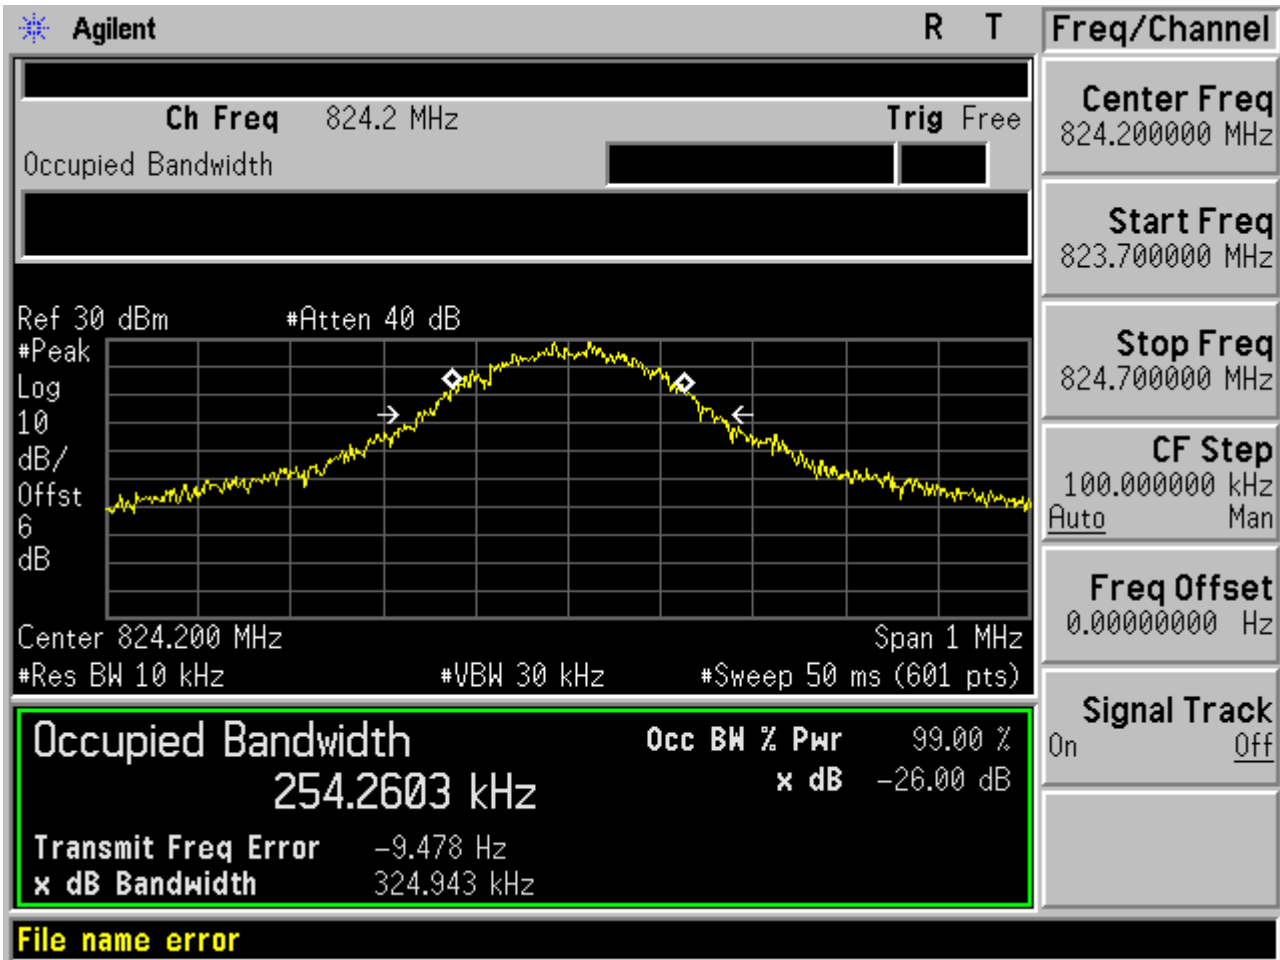 Agilent R T Freq/Channel
Ch Freq 824.2 MHz Trig Free
Occupied Bandwidth
Center Freq
824.200000 MHz
Start Freq
823.700000 MHz
Stop Freq
824.700000 MHz
CF Step
100.000000 kHz
Auto Man
Freq Offset
0.00000000 Hz
Signal Track
On Off
Ref 30 dBm #Atten 40 dB
#Peak
Log
10
dB/
Offst
6
dB
Center 824.200 MHz Span 1 MHz
#Res BW 10 kHz #VBW 30 kHz #Sweep 50 ms (601 pts)
Occupied Bandwidth Occ BW % Pwr 99.00 %
254.2603 kHz x dB -26.00 dB
Transmit Freq Error -9.478 Hz
x dB Bandwidth 324.943 kHz
File name error